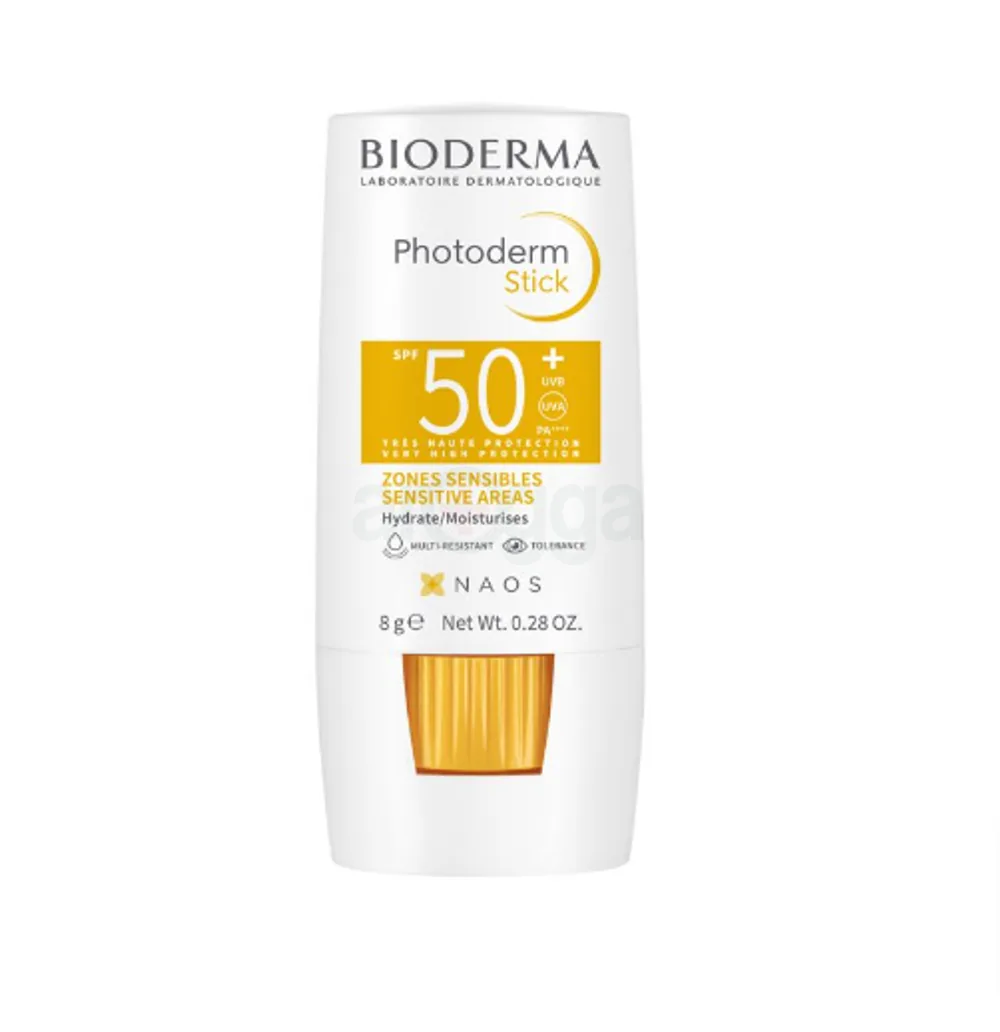 BIODERMA
LABORATOIRE DERMATOLOGIQUE
Photoderm
Stick
SPF 50+
UVB
UVA
PA++++
TRÈS HAUTE PROTECTION
VERY HIGH PROTECTION
ZONES SENSIBLES
SENSITIVE AREAS
Hydrate/Moisturises
MULTI-RESISTANT TOLERANCE
NAOS
8 g℮ Net Wt. 0.28 OZ.